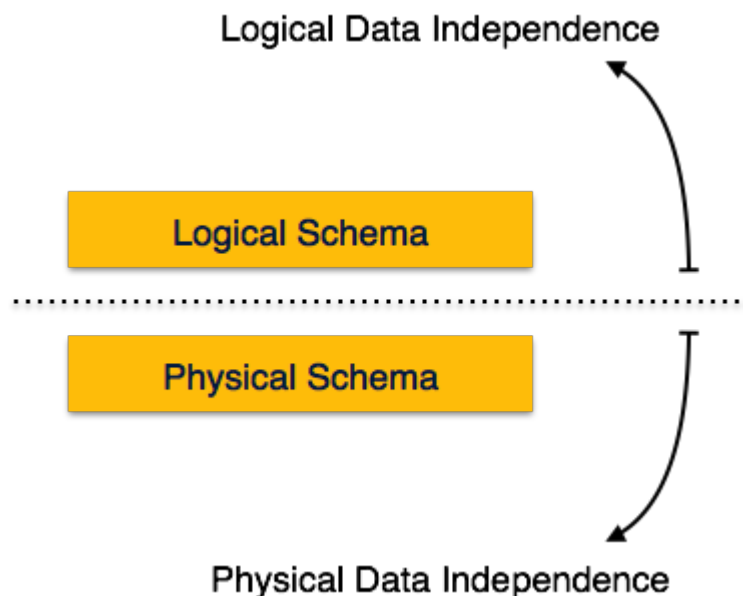 Logical Data Independence
Logical Schema
Physical Schema
Physical Data Independence